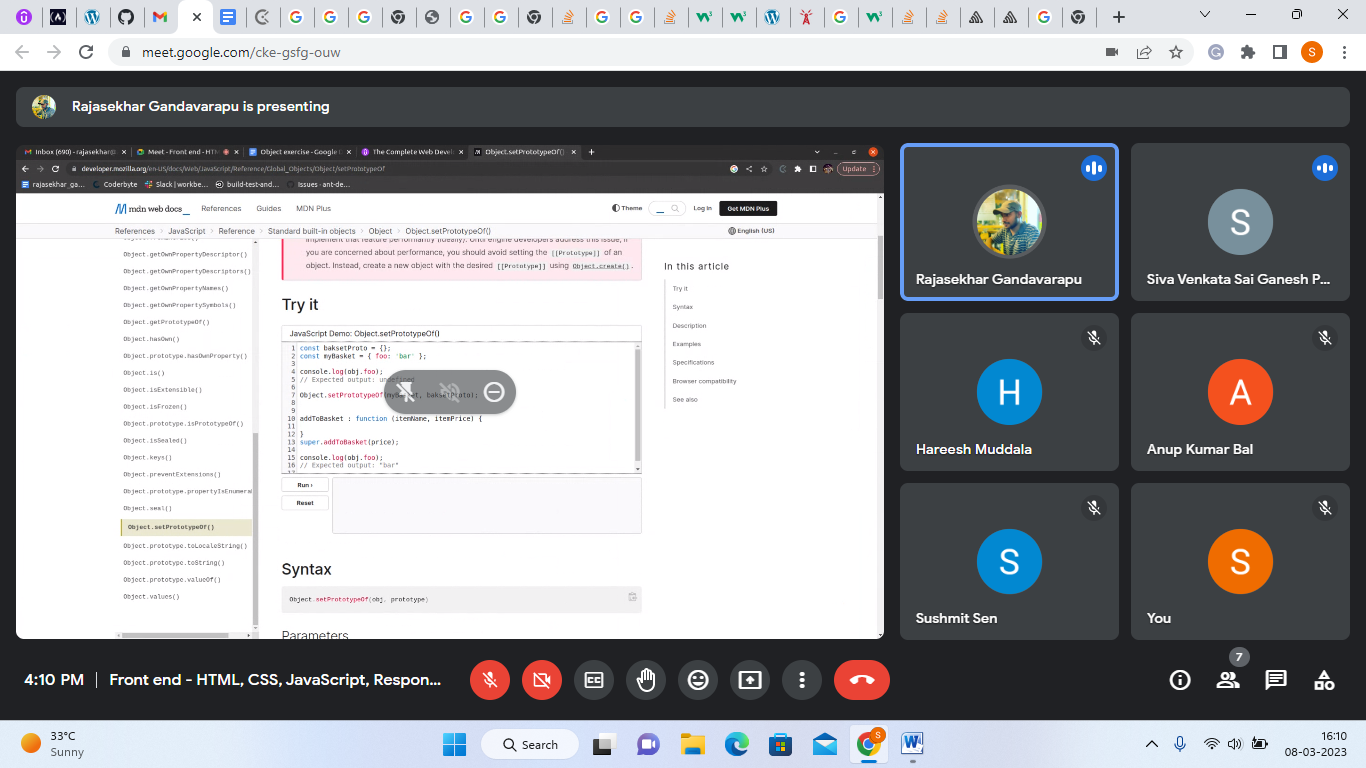 meet.google.com/cke-gsfg-ouw
S
Rajasekhar Gandavarapu is presenting
Inbox (690) - rajasekhar@
Meet - Front end - HTM
Object exercise - Google
The Complete Web Devel
Object.setPrototypeOf()
developer.mozilla.org/en-US/docs/Web/JavaScript/Reference/Global_Objects/Object/setPrototypeOf
Update
rajasekhar_ga...
Coderbyte
Slack | workbe...
build-test-and...
Issues - ant-de...
mdn web docs_
References
Guides
MDN Plus
Theme
Log in
Get MDN Plus
References
JavaScript
Reference
Standard built-in objects
Object
Object.setPrototypeOf()
English (US)
Object.getOwnPropertyDescriptor()
Object.getOwnPropertyDescriptors()
Object.getOwnPropertyNames()
Object.getOwnPropertySymbols()
Object.getPrototypeOf()
Object.hasOwn()
Object.prototype.hasOwnProperty()
Object.is()
Object.isExtensible()
Object.isFrozen()
Object.prototype.isPrototypeOf()
Object.isSealed()
Object.keys()
Object.preventExtensions()
Object.prototype.propertyIsEnumera
Object.seal()
Object.setPrototypeOf()
Object.prototype.toLocaleString()
Object.prototype.toString()
Object.prototype.valueOf()
Object.values()
implement that feature performantly
until engine developers address this issue, if
you are concerned about performance, you should avoid setting the [[Prototype]] of an
object. Instead, create a new object with the desired [[Prototype]] using Object.create().
Try it
JavaScript Demo: Object.setPrototypeOf()
1 const baksetProto = {};
2 const myBasket = { foo: 'bar' };
3
4 console.log(obj.foo);
5 // Expected output: undefined
6
7 Object.setPrototypeOf(myBasket, baksetProto);
8
9
10 addToBasket : function (itemName, itemPrice) {
11
12 }
13 super.addToBasket(price);
14
15 console.log(obj.foo);
16 // Expected output: "bar"
17
Run ›
Reset
Syntax
Object.setPrototypeOf(obj, prototype)
Parameters
In this article
Try it
Syntax
Description
Examples
Specifications
Browser compatibility
See also
Rajasekhar Gandavarapu
S
Siva Venkata Sai Ganesh P...
H
Hareesh Muddala
A
Anup Kumar Bal
S
Sushmit Sen
S
You
4:10 PM | Front end - HTML, CSS, JavaScript, Respon...
7
33°C
Sunny
Search
S
16:10
08-03-2023